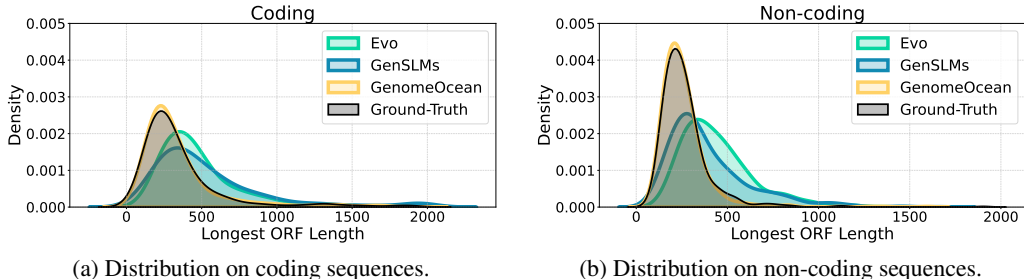 Coding
Density
0.005
0.004
0.003
0.002
0.001
0.000
Evo
GenSLMs
GenomeOcean
Ground-Truth
0 500 1000 1500 2000
Longest ORF Length
(a) Distribution on coding sequences.
Non-coding
Density
0.005
0.004
0.003
0.002
0.001
0.000
Evo
GenSLMs
GenomeOcean
Ground-Truth
0 500 1000 1500 2000
Longest ORF Length
(b) Distribution on non-coding sequences.